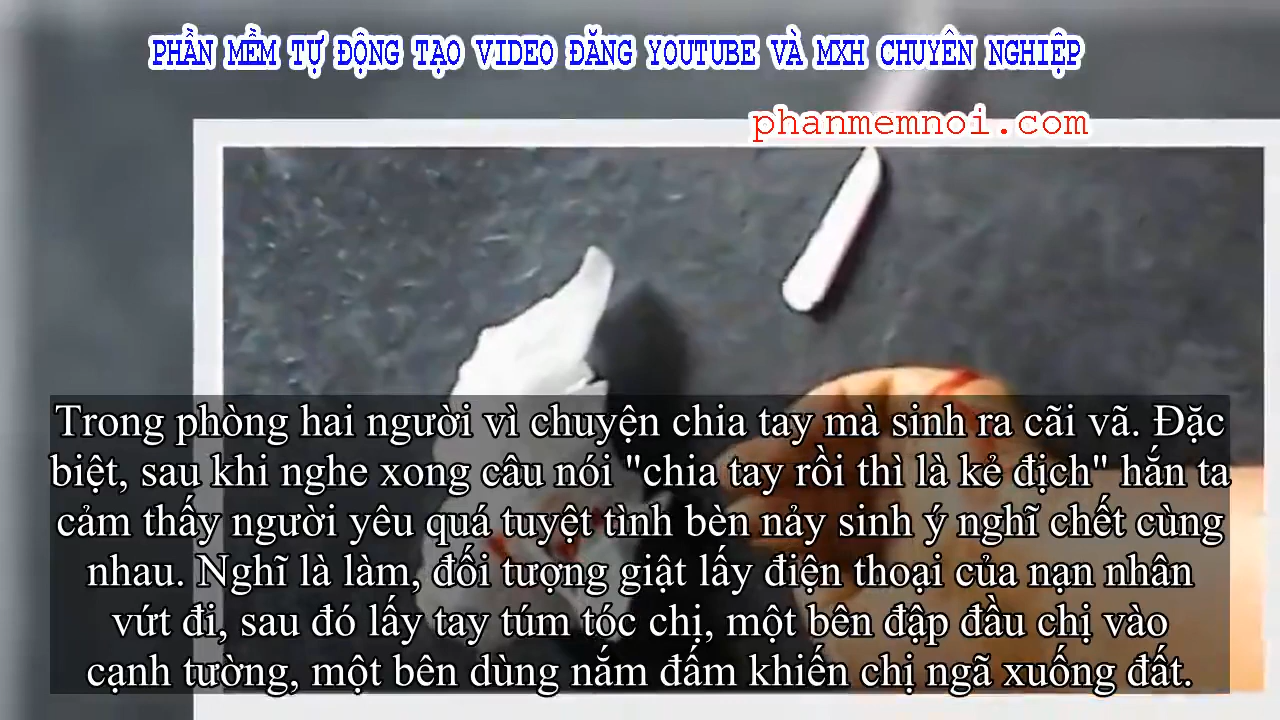 PHẦN MỀM TỰ ĐỘNG TẠO VIDEO ĐĂNG YOUTUBE VÀ MXH CHUYÊN NGHIỆP
phanmemnoi.com
Trong phòng hai người vì chuyện chia tay mà sinh ra cãi vã. Đặc
biệt, sau khi nghe xong câu nói "chia tay rồi thì là kẻ địch" hắn ta
cảm thấy người yêu quá tuyệt tình bèn nảy sinh ý nghĩ chết cùng
nhau. Nghĩ là làm, đối tượng giật lấy điện thoại của nạn nhân
vứt đi, sau đó lấy tay túm tóc chị, một bên đập đầu chị vào
cạnh tường, một bên dùng nắm đấm khiến chị ngã xuống đất.